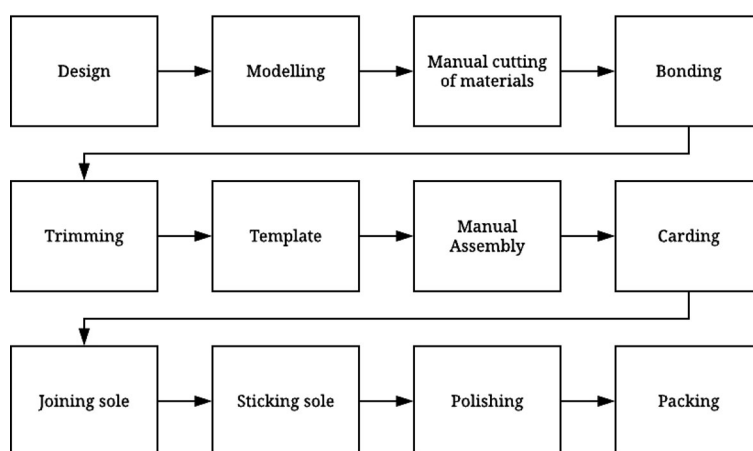 Design
Modelling
Manual cutting
of materials
Bonding
Trimming
Template
Manual
Assembly
Carding
Joining sole
Sticking sole
Polishing
Packing